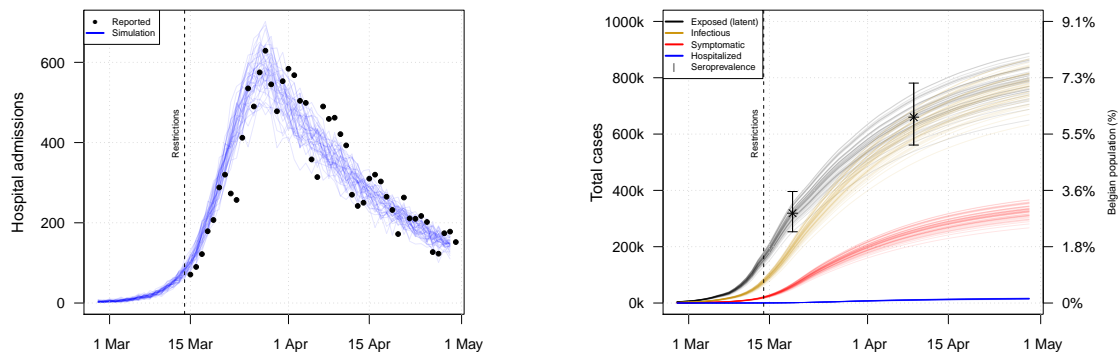 Reported
Simulation
Hospital admissions
600
400
200
0
Restrictions
1 Mar
15 Mar
1 Apr
15 Apr
1 May
Exposed (latent)
Infectious
Symptomatic
Hospitalized
Seroprevalence
Total cases
1000k
800k
600k
400k
200k
0k
Restrictions
9.1%
7.3%
5.5%
3.6%
1.8%
0%
Belgian population (%)
1 Mar
15 Mar
1 Apr
15 Apr
1 May